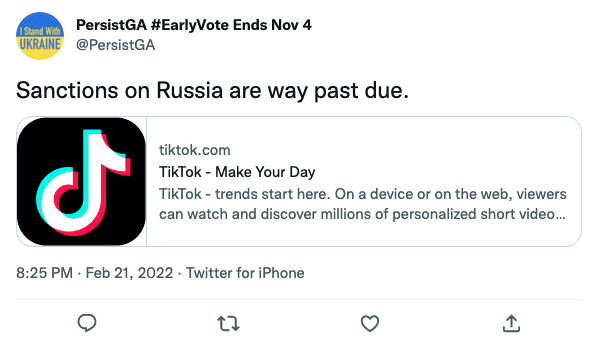 I Stand With
UKRAINE
PersistGA #EarlyVote Ends Nov 4
@PersistGA
Sanctions on Russia are way past due.
tiktok.com
TikTok - Make Your Day
TikTok - trends start here. On a device or on the web, viewers
can watch and discover millions of personalized short video...
8:25 PM · Feb 21, 2022 · Twitter for iPhone